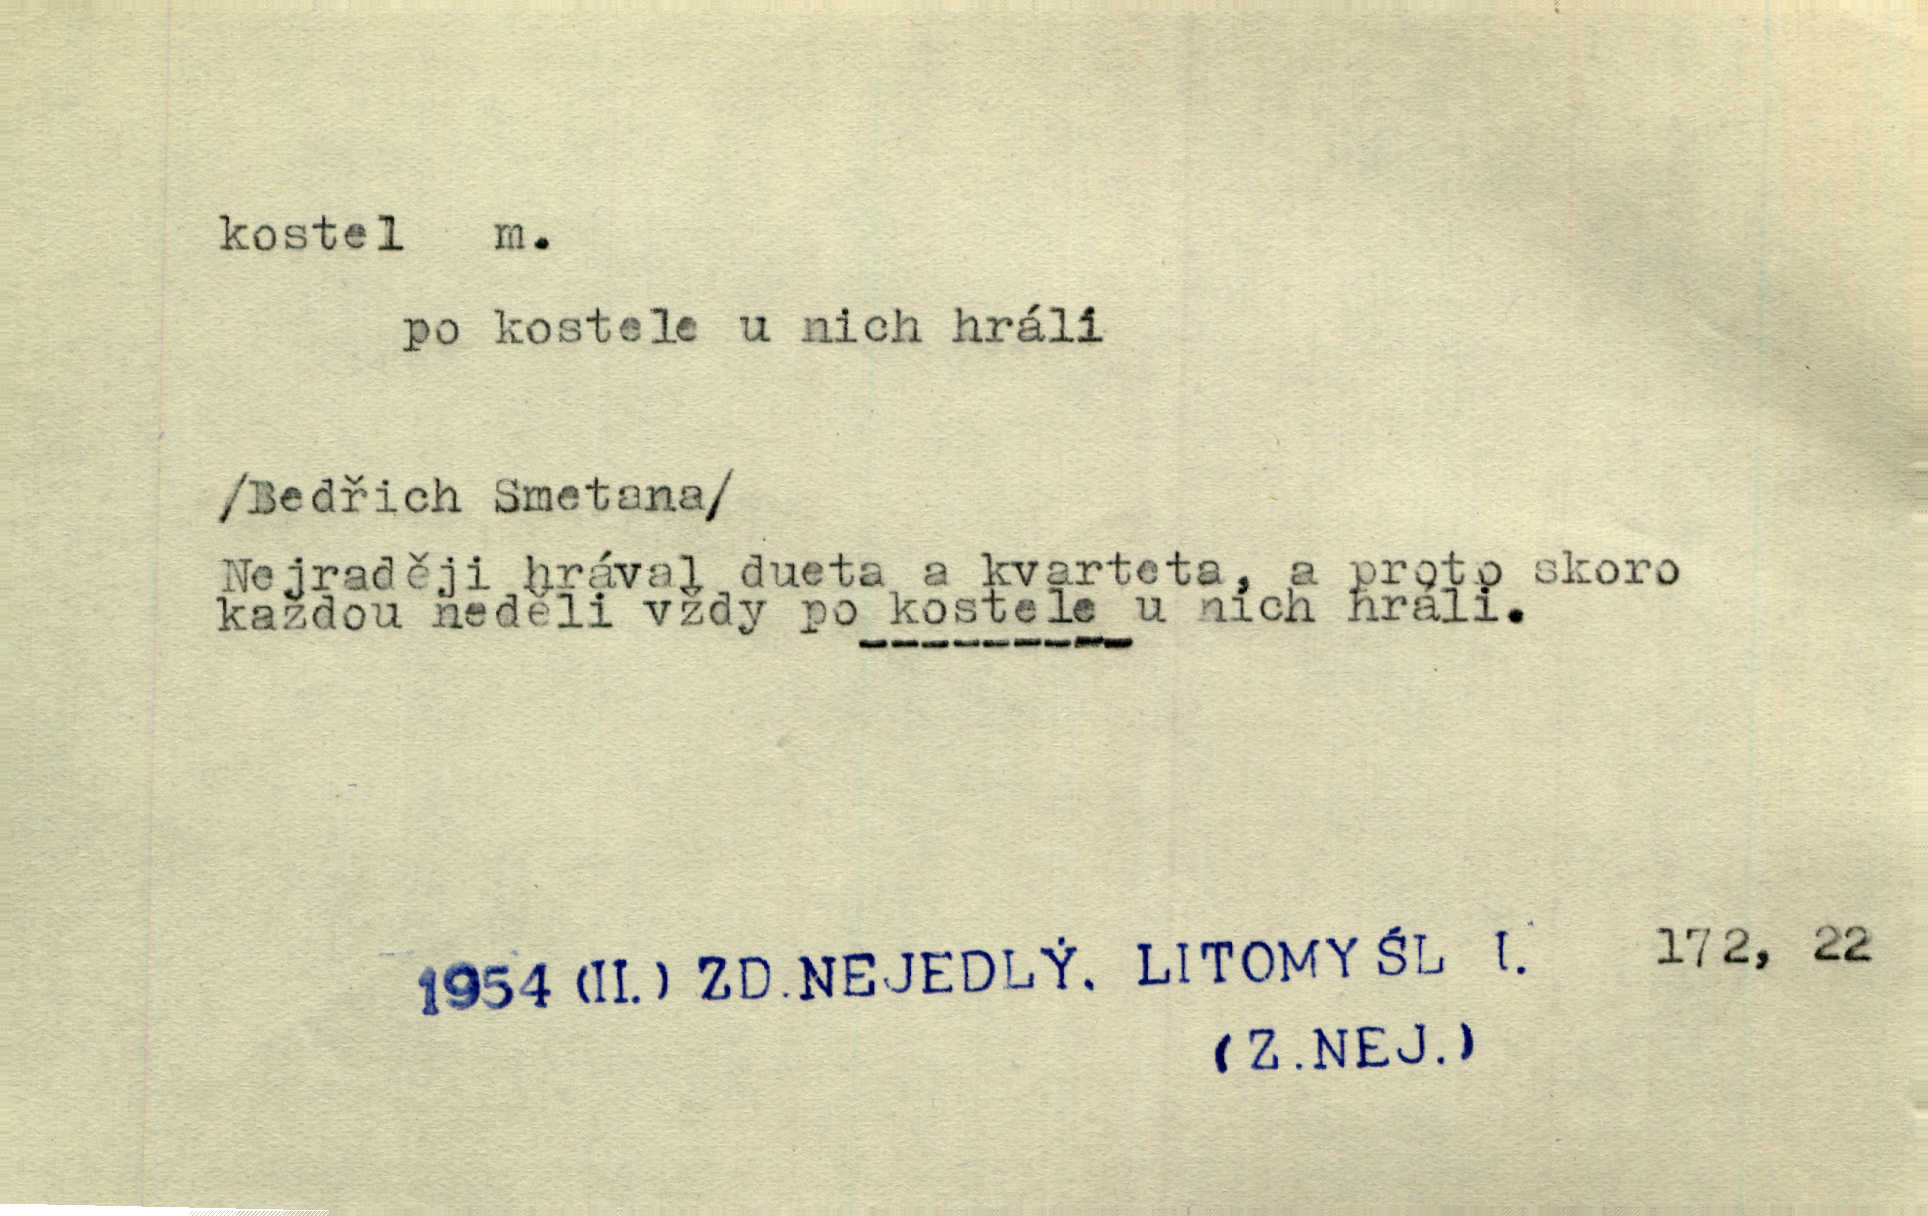 kostel m.
po kostele u nich hráli
/Bedřich Smetana/
Nejraději hrával dueta a kvarteta, a proto skoro
každou neděli vždy po kostele u nich hráli.
1954 (II.) ZD. NEJEDLÝ. LITOMYŠL I. 172, 22
(Z. NEJ.)